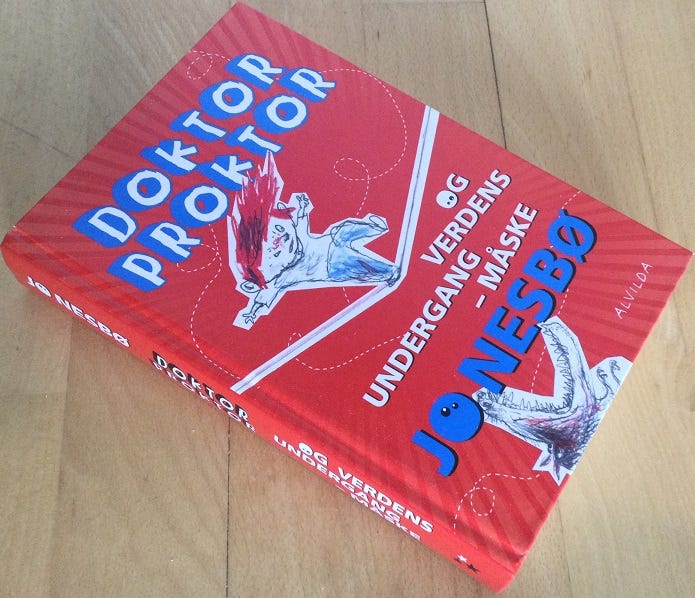 DOKTOR
PROKTOR
OG
VERDENS
UNDERGANG
– MÅSKE
JO NESBØ
ALVILDA
JO NESBØ
DOKTOR
PROKTOR
OG VERDENS
UNDERGANG
– MÅSKE